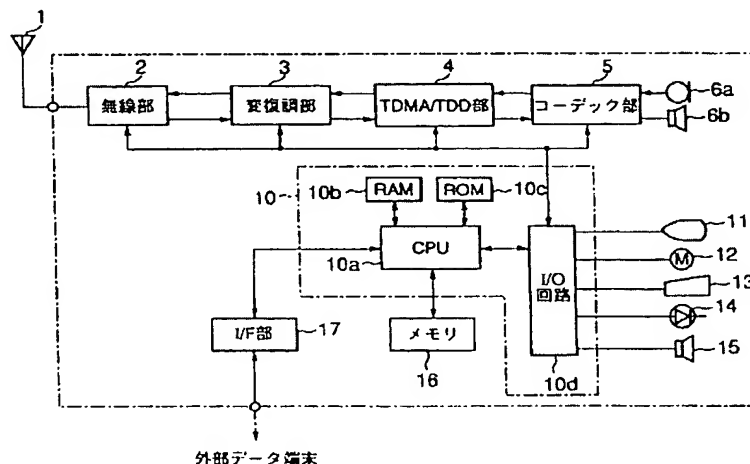 1
2
3
4
5
無線部
変復調部
TDMA/TDD部
コーデック部
6a
6b
10
10b
RAM
ROM
10c
CPU
10a
I/O
回路
10d
11
M
12
13
14
15
I/F部
17
メモリ
16
外部データ端末